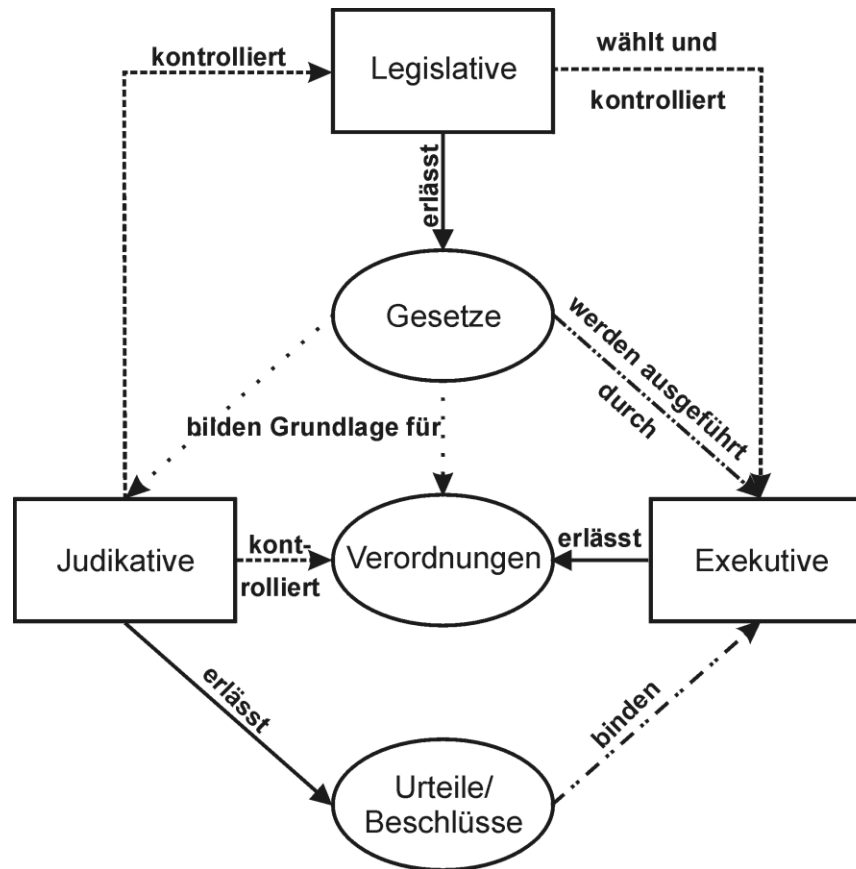 kontrolliert
Legislative
wählt und
kontrolliert
erlässt
Gesetze
werden ausgeführt
durch
bilden Grundlage für
Judikative
kont-
rolliert
Verordnungen
erlässt
Exekutive
erlässt
binden
Urteile/
Beschlüsse